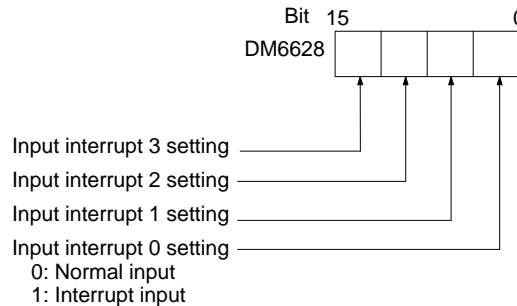 Bit 15 0
DM6628
Input interrupt 3 setting
Input interrupt 2 setting
Input interrupt 1 setting
Input interrupt 0 setting
0: Normal input
1: Interrupt input